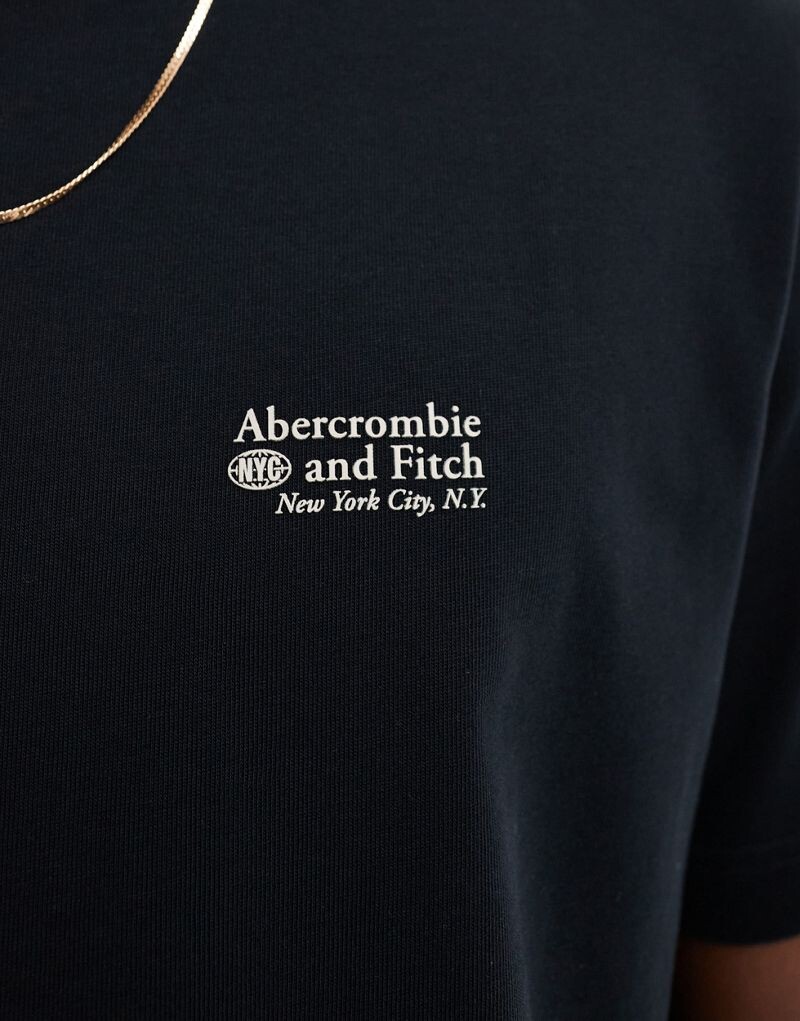 Abercrombie
NYC and Fitch
New York City, N.Y.